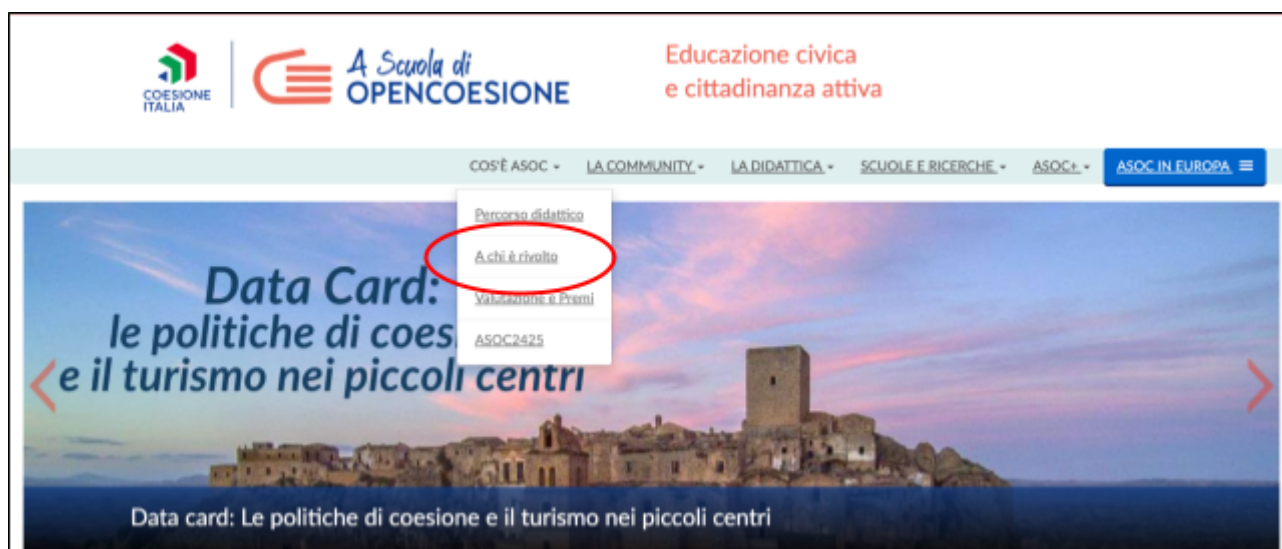 COESIONE
ITALIA
A Scuola di
OPENCOESIONE
Educazione civica
e cittadinanza attiva
COS'È ASOC
LA COMMUNITY
LA DIDATTICA
SCUOLE E RICERCHE
ASOC+
ASOC IN EUROPA
Percorso didattico
A chi è rivolto
Valutazione e Premi
ASOC2425
Data Card:
le politiche di coes
e il turismo nei piccoli centri
Data card: Le politiche di coesione e il turismo nei piccoli centri